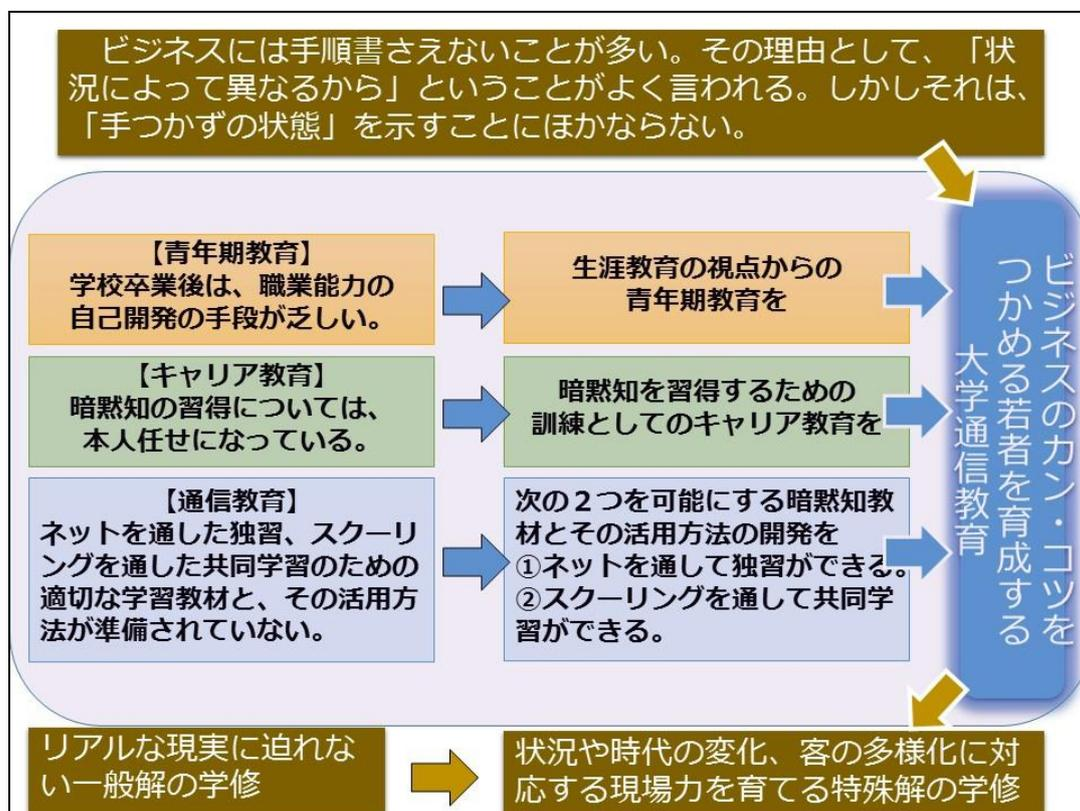 ビジネスには手順書さえないことが多い。その理由として、「状
況によって異なるから」ということがよく言われる。しかしそれは、
「手つかずの状態」を示すことにほかならない。
【青年期教育】
学校卒業後は、職業能力の
自己開発の手段が乏しい。
生涯教育の視点からの
青年期教育を
【キャリア教育】
暗黙知の習得については、
本人任せになっている。
暗黙知を習得するための
訓練としてのキャリア教育を
【通信教育】
ネットを通した独習、スクーリ
ングを通した共同学習のための
適切な学習教材と、その活用方
法が準備されていない。
次の２つを可能にする暗黙知教
材とその活用方法の開発を
①ネットを通して独習ができる。
②スクーリングを通して共同学
習ができる。
ビジネスのカン・コツを
つかめる若者を育成する
大学通信教育
リアルな現実に迫れな
い一般解の学修
状況や時代の変化、客の多様化に対
応する現場力を育てる特殊解の学修